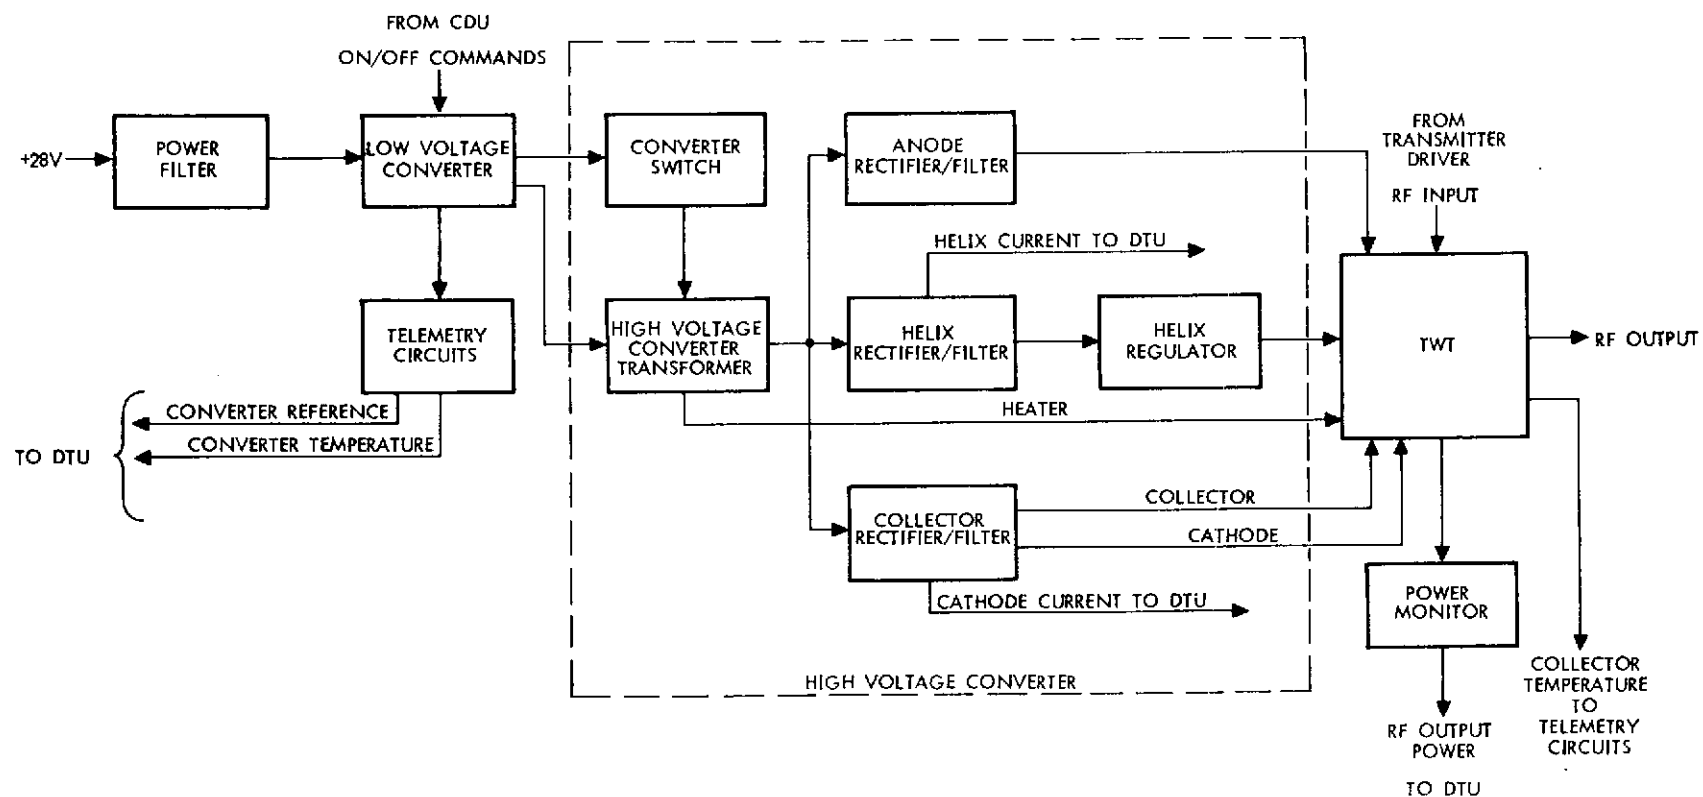 FROM CDU
ON/OFF COMMANDS
+28V
POWER
FILTER
LOW VOLTAGE
CONVERTER
CONVERTER
SWITCH
ANODE
RECTIFIER/FILTER
FROM
TRANSMITTER
DRIVER
RF INPUT
HELIX CURRENT TO DTU
TELEMETRY
CIRCUITS
HIGH VOLTAGE
CONVERTER
TRANSFORMER
HELIX
RECTIFIER/FILTER
HELIX
REGULATOR
TWT
RF OUTPUT
HEATER
CONVERTER REFERENCE
CONVERTER TEMPERATURE
TO DTU
COLLECTOR
RECTIFIER/FILTER
COLLECTOR
CATHODE
CATHODE CURRENT TO DTU
POWER
MONITOR
HIGH VOLTAGE CONVERTER
RF OUTPUT
POWER
TO DTU
COLLECTOR
TEMPERATURE
TO
TELEMETRY
CIRCUITS